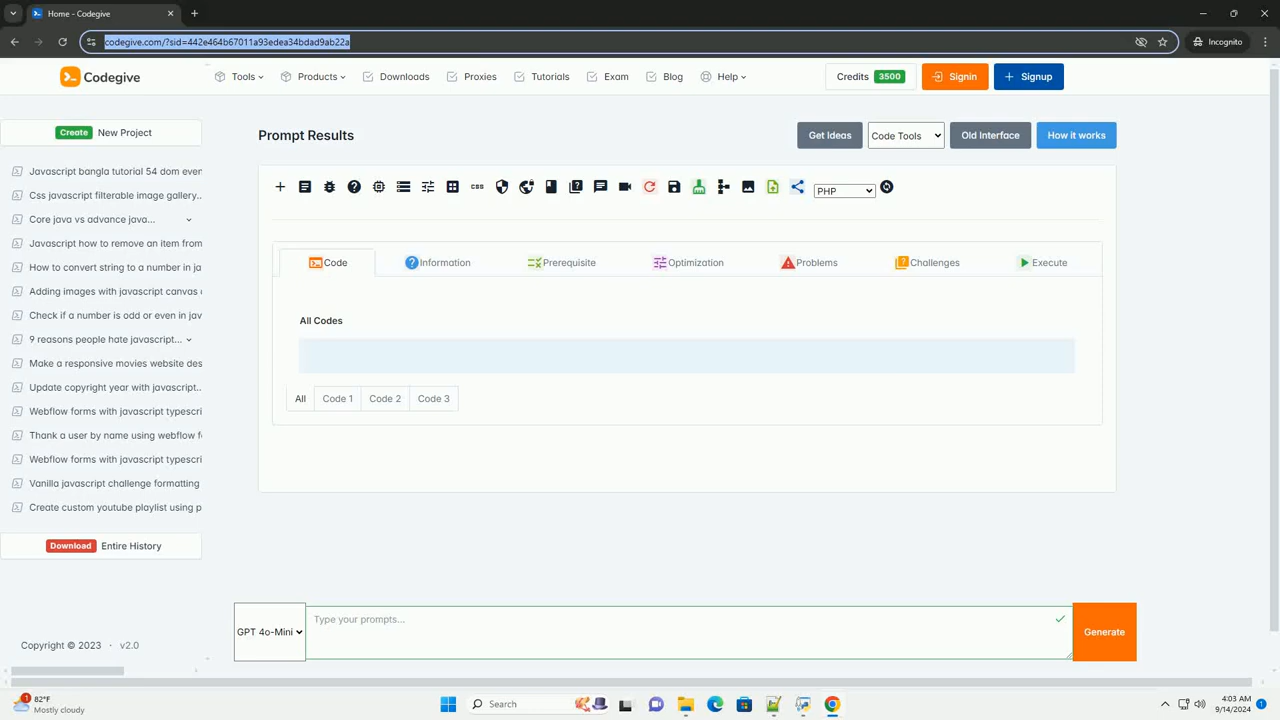 Home - Codegive
codegive.com/?sid=442e464b67011a93edea34bdad9ab22a
Incognito
Codegive
Tools
Products
Downloads
Proxies
Tutorials
Exam
Blog
Help
Credits 3500
Signin
Signup
Create New Project
Prompt Results
Get Ideas
Code Tools
Old Interface
How it works
Javascript bangla tutorial 54 dom even
Css javascript filterable image gallery..
Core java vs advance java...
Javascript how to remove an item from
How to convert string to a number in ja
Adding images with javascript canvas
Check if a number is odd or even in jav
9 reasons people hate javascript...
Make a responsive movies website des
Update copyright year with javascript..
Webflow forms with javascript typescri
Thank a user by name using webflow f
Webflow forms with javascript typescri
Vanilla javascript challenge formatting
Create custom youtube playlist using p
Download Entire History
Copyright © 2023 · v2.0
css
PHP
Code
Information
Prerequisite
Optimization
Problems
Challenges
Execute
All Codes
All
Code 1
Code 2
Code 3
GPT 4o-Mini
Type your prompts...
Generate
1
82°F
Mostly cloudy
Search
4:03 AM
9/14/2024
1